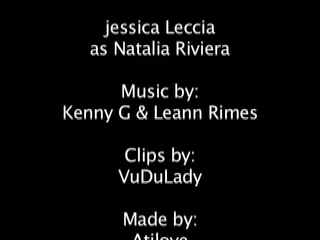 jessica Leccia
as Natalia Riviera
Music by:
Kenny G & Leann Rimes
Clips by:
VuDuLady
Made by: